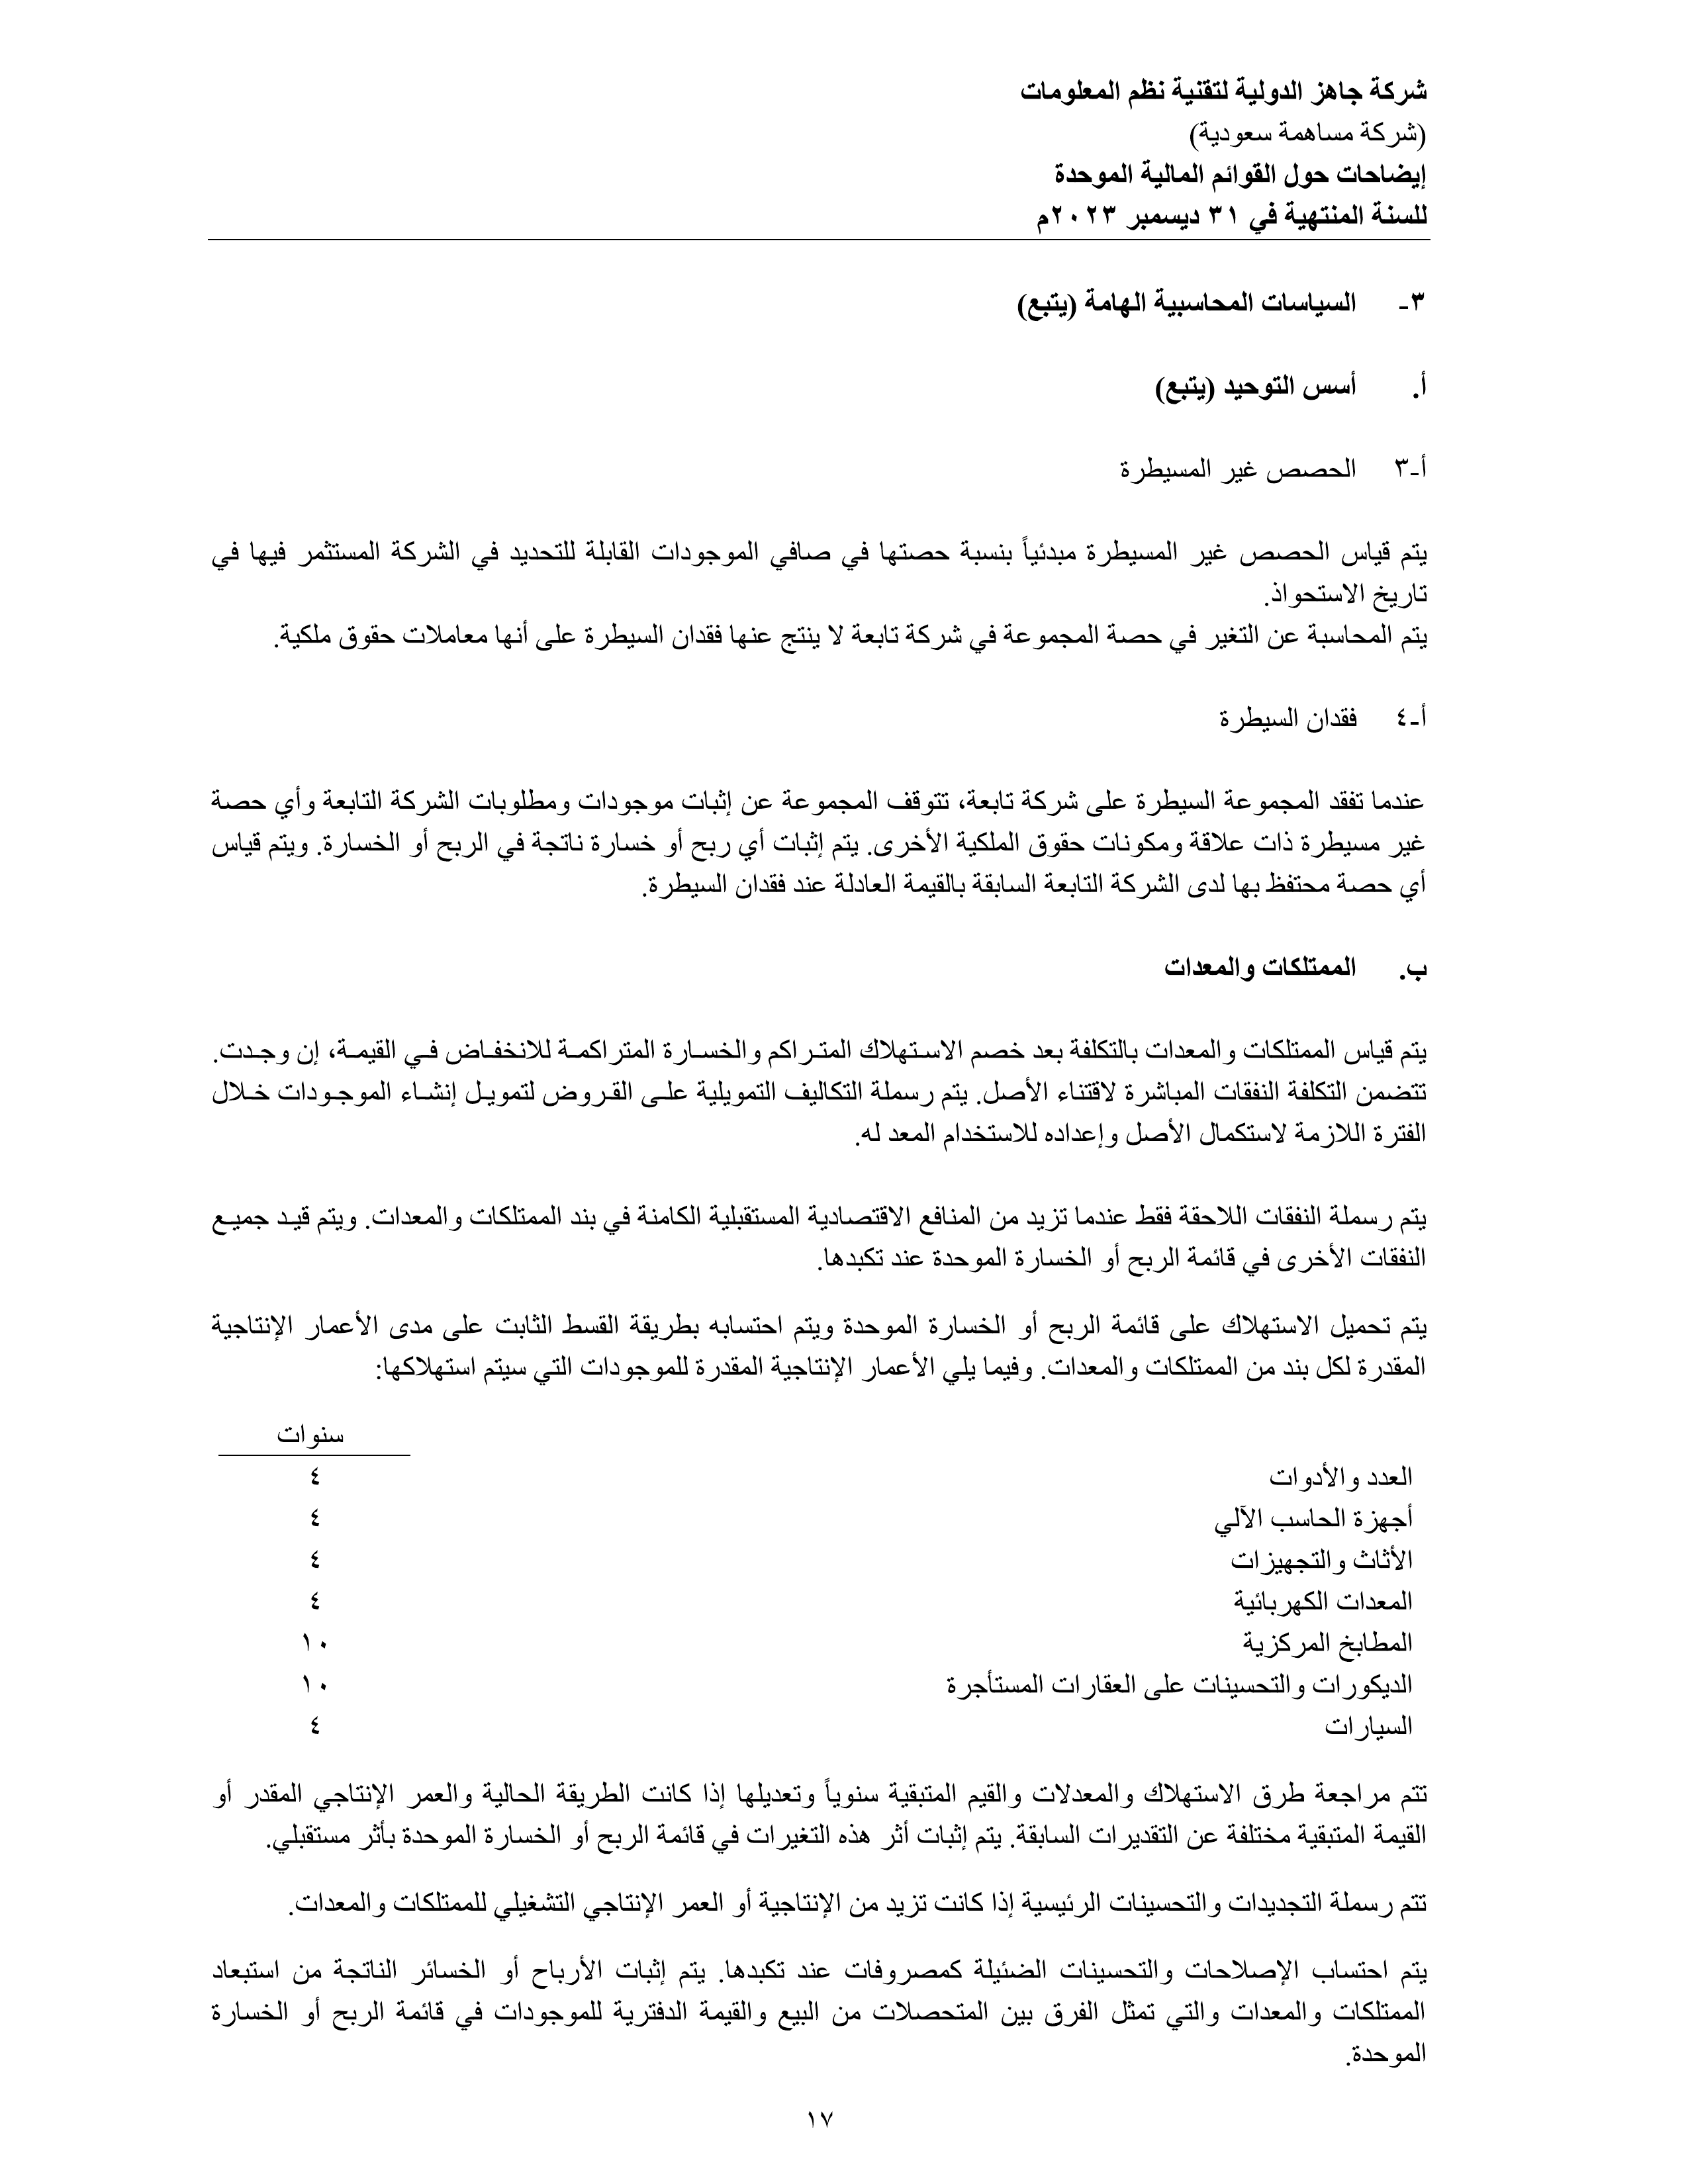 شركة جاهز الدولية لتقنية نظم المعلومات
(شركة مساهمة سعودية)
إيضاحات حول القوائم المالية الموحدة
للسنة المنتهية في ٣١ ديسمبر ٢٠٢٣م
٣- السياسات المحاسبية الهامة (يتبع)
أ. أسس التوحيد (يتبع)
أ-٣ الحصص غير المسيطرة
يتم قياس الحصص غير المسيطرة مبدئياً بنسبة حصتها في صافي الموجودات القابلة للتحديد في الشركة المستثمر فيها في
تاريخ الاستحواذ.
يتم المحاسبة عن التغير في حصة المجموعة في شركة تابعة لا ينتج عنها فقدان السيطرة على أنها معاملات حقوق ملكية.
أ-٤ فقدان السيطرة
عندما تفقد المجموعة السيطرة على شركة تابعة، تتوقف المجموعة عن إثبات موجودات ومطلوبات الشركة التابعة وأي حصة
غير مسيطرة ذات علاقة ومكونات حقوق الملكية الأخرى. يتم إثبات أي ربح أو خسارة ناتجة في الربح أو الخسارة. ويتم قياس
أي حصة محتفظ بها لدى الشركة التابعة السابقة بالقيمة العادلة عند فقدان السيطرة.
ب. الممتلكات والمعدات
يتم قياس الممتلكات والمعدات بالتكلفة بعد خصم الاستهلاك المتراكم والخسارة المتراكمة للانخفاض في القيمة، إن وجدت.
تتضمن التكلفة النفقات المباشرة لاقتناء الأصل. يتم رسملة التكاليف التمويلية على القروض لتمويل إنشاء الموجودات خلال
الفترة اللازمة لاستكمال الأصل وإعداده للاستخدام المعد له.
يتم رسملة النفقات اللاحقة فقط عندما تزيد من المنافع الاقتصادية المستقبلية الكامنة في بند الممتلكات والمعدات. ويتم قيد جميع
النفقات الأخرى في قائمة الربح أو الخسارة الموحدة عند تكبدها.
يتم تحميل الاستهلاك على قائمة الربح أو الخسارة الموحدة ويتم احتسابه بطريقة القسط الثابت على مدى الأعمار الإنتاجية
المقدرة لكل بند من الممتلكات والمعدات. وفيما يلي الأعمار الإنتاجية المقدرة للموجودات التي سيتم استهلاكها:
سنوات
العدد والأدوات ٤
أجهزة الحاسب الآلي ٤
الأثاث والتجهيزات ٤
المعدات الكهربائية ٤
المطابخ المركزية ١٠
الديكورات والتحسينات على العقارات المستأجرة ١٠
السيارات ٤
تتم مراجعة طرق الاستهلاك والمعدلات والقيم المتبقية سنوياً وتعديلها إذا كانت الطريقة الحالية والعمر الإنتاجي المقدر أو
القيمة المتبقية مختلفة عن التقديرات السابقة. يتم إثبات أثر هذه التغيرات في قائمة الربح أو الخسارة الموحدة بأثر مستقبلي.
تتم رسملة التجديدات والتحسينات الرئيسية إذا كانت تزيد من الإنتاجية أو العمر الإنتاجي التشغيلي للممتلكات والمعدات.
يتم احتساب الإصلاحات والتحسينات الضئيلة كمصروفات عند تكبدها. يتم إثبات الأرباح أو الخسائر الناتجة من استبعاد
الممتلكات والمعدات والتي تمثل الفرق بين المتحصلات من البيع والقيمة الدفترية للموجودات في قائمة الربح أو الخسارة
الموحدة.
١٧